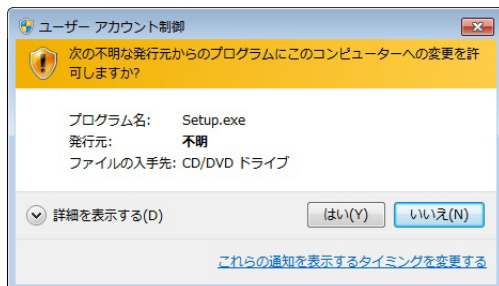 ユーザー アカウント制御
次の不明な発行元からのプログラムにこのコンピューターへの変更を許
可しますか?
プログラム名: Setup.exe
発行元: 不明
ファイルの入手先: CD/DVD ドライブ
詳細を表示する(D)
はい(Y)
いいえ(N)
これらの通知を表示するタイミングを変更する